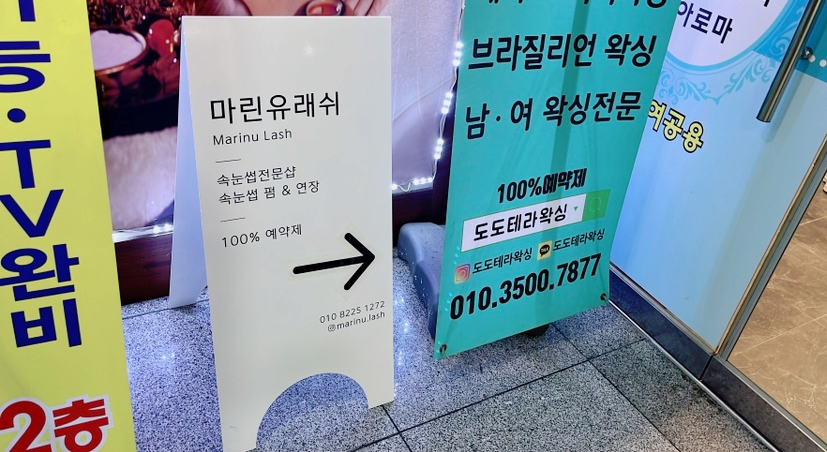 TV완비
2층
마린유래쉬
Marinu Lash
속눈썹전문샵
속눈썹 펌 & 연장
100% 예약제
010 8225 1272
@marinu.lash
브라질리언 왁싱
남·여 왁싱전문
100%예약제
도도테라왁싱
도도테라왁싱 도도테라왁싱
010.3500.7877
아로마
역공용